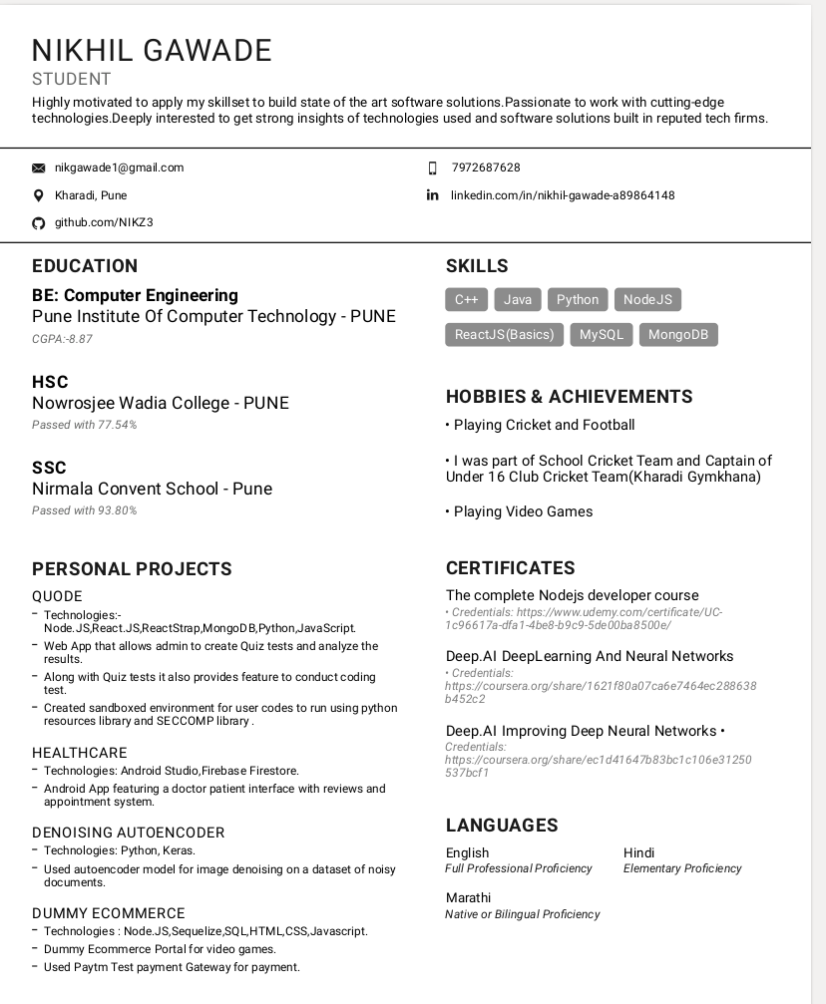 NIKHIL GAWADE
STUDENT
Highly motivated to apply my skillset to build state of the art software solutions.Passionate to work with cutting-edge
technologies.Deeply interested to get strong insights of technologies used and software solutions built in reputed tech firms.
nikgawade1@gmail.com
7972687628
Kharadi, Pune
linkedin.com/in/nikhil-gawade-a89864148
github.com/NIKZ3
EDUCATION
BE: Computer Engineering
Pune Institute Of Computer Technology - PUNE
CGPA:-8.87
HSC
Nowrosjee Wadia College - PUNE
Passed with 77.54%
SSC
Nirmala Convent School - Pune
Passed with 93.80%
PERSONAL PROJECTS
QUODE
– Technologies:-
Node.JS,React.JS,ReactStrap,MongoDB,Python,JavaScript.
– Web App that allows admin to create Quiz tests and analyze the
results.
– Along with Quiz tests it also provides feature to conduct coding
test.
– Created sandboxed environment for user codes to run using python
resources library and SECCOMP library .
HEALTHCARE
– Technologies: Android Studio,Firebase Firestore.
– Android App featuring a doctor patient interface with reviews and
appointment system.
DENOISING AUTOENCODER
– Technologies: Python, Keras.
– Used autoencoder model for image denoising on a dataset of noisy
documents.
DUMMY ECOMMERCE
– Technologies : Node.JS,Sequelize,SQL,HTML,CSS,Javascript.
– Dummy Ecommerce Portal for video games.
– Used Paytm Test payment Gateway for payment.
SKILLS
C++ Java Python NodeJS
ReactJS(Basics) MySQL MongoDB
HOBBIES & ACHIEVEMENTS
• Playing Cricket and Football
• I was part of School Cricket Team and Captain of
Under 16 Club Cricket Team(Kharadi Gymkhana)
• Playing Video Games
CERTIFICATES
The complete Nodejs developer course
• Credentials: https://www.udemy.com/certificate/UC-
1c96617a-dfa1-4be8-b9c9-5de00ba8500e/
Deep.AI DeepLearning And Neural Networks
• Credentials:
https://coursera.org/share/1621f80a07ca6e7464ec288638
b452c2
Deep.AI Improving Deep Neural Networks •
Credentials:
https://coursera.org/share/ec1d41647b83bc1c106e31250
537bcf1
LANGUAGES
English
Full Professional Proficiency
Hindi
Elementary Proficiency
Marathi
Native or Bilingual Proficiency